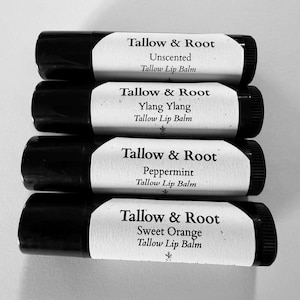 Tallow & Root
Unscented
Tallow Lip Balm
Tallow & Root
Ylang Ylang
Tallow Lip Balm
Tallow & Root
Peppermint
Tallow Lip Balm
Tallow & Root
Sweet Orange
Tallow Lip Balm